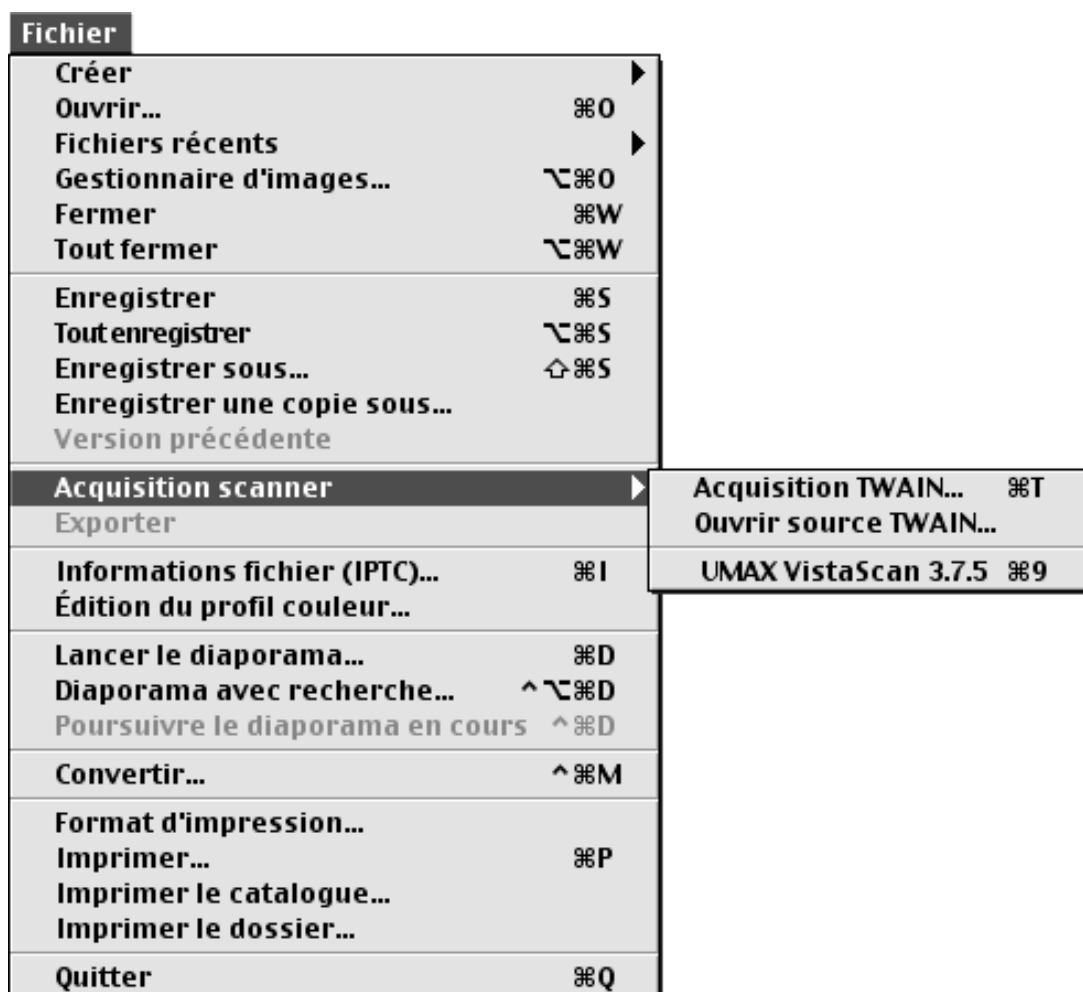 Fichier
Créer
Ouvrir... ⌘O
Fichiers récents
Gestionnaire d'images... ⌥⌘O
Fermer ⌘W
Tout fermer ⌥⌘W
Enregistrer ⌘S
Tout enregistrer ⌥⌘S
Enregistrer sous... ⇧⌘S
Enregistrer une copie sous...
Version précédente
Acquisition scanner
Acquisition TWAIN... ⌘T
Ouvrir source TWAIN...
UMAX VistaScan 3.7.5 ⌘9
Exporter
Informations fichier (IPTC)... ⌘I
Édition du profil couleur...
Lancer le diaporama... ⌘D
Diaporama avec recherche... ^⌥⌘D
Poursuivre le diaporama en cours ^⌘D
Convertir... ^⌘M
Format d'impression...
Imprimer... ⌘P
Imprimer le catalogue...
Imprimer le dossier...
Quitter ⌘Q